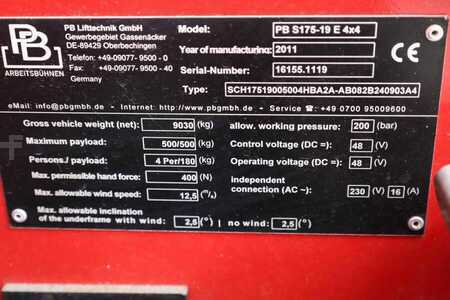 PB
ARBEITSBÜHNEN
PB Lifttechnik GmbH
Gewerbegebiet Gassenäcker
DE-89429 Oberbechingen
Telefon: +49-09077- 9500 - 0
Fax: +49-09077- 9500 - 40
Germany
Model: PB S175-19 E 4x4
Year of manufacturing: 2011
Serial-Number: 16155.1119
CE
Type: SCH17519005004HBA2A-AB082B240903A4
eMail : info@pbgmbh.de - Internet http://www.pbgmbh.de - Service ☎: +49 0700 95009600
Gross vehicle weight (net): 9030 (kg)
Maximum payload: 500/500 (kg)
Persons./ payload: 4 Per/180 (kg)
Max. permissible hand force: 400 (N)
Max. allowable wind speed: 12,5 (m/s)
allow. working pressure: 200 (bar)
Control voltage (DC =): 48 (V)
Operating voltage (DC =): 48 (V)
independent
connection (AC ~): 230 (V) 16 (A)
Max. allowable inclination
of the underframe with wind: 2,5 (°) | no wind: 2,5 (°)